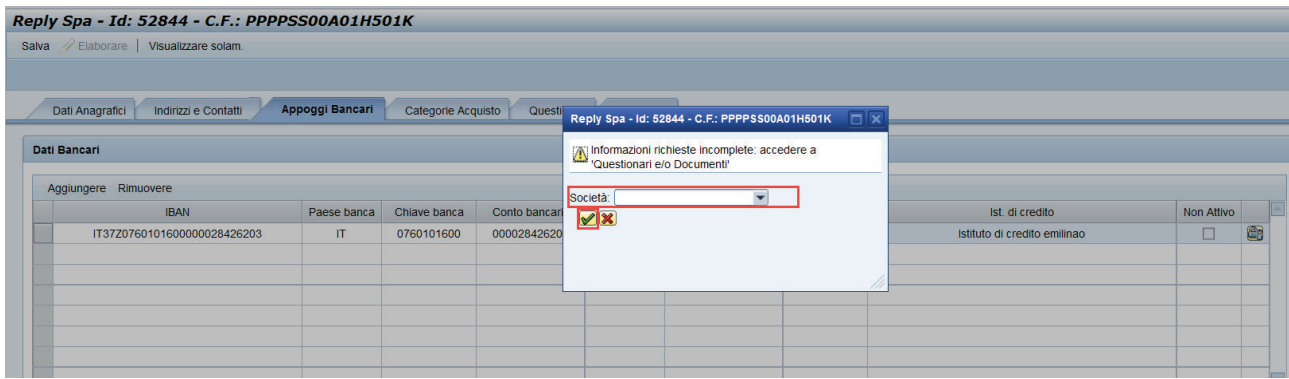 Reply Spa - Id: 52844 - C.F.: PPPPSS00A01H501K
Salva Elaborare Visualizzare solam.
Dati Anagrafici Indirizzi e Contatti Appoggi Bancari Categorie Acquisto
Reply Spa - Id: 52844 - C.F.: PPPPSS00A01H501K
Informazioni richieste incomplete: accedere a
'Questionari e/o Documenti'
Società:
Dati Bancari
Aggiungere Rimuovere
IBAN Paese banca Chiave banca Conto bancari Ist. di credito Non Attivo
IT37Z0760101600000028426203 IT 0760101600 00002842620 Istituto di credito emilinao